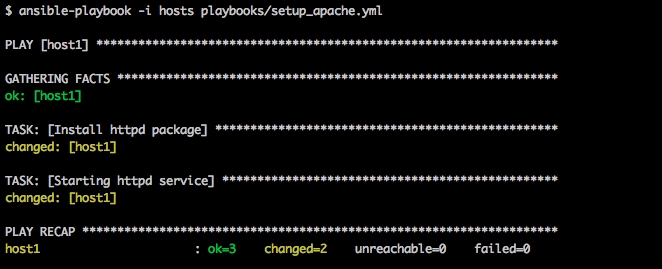 $ ansible-playbook -i hosts playbooks/setup_apache.yml
PLAY [host1] ******************************************************************
GATHERING FACTS ***************************************************************
ok: [host1]
TASK: [Install httpd package] *************************************************
changed: [host1]
TASK: [Starting httpd service] ************************************************
changed: [host1]
PLAY RECAP ********************************************************************
host1                      : ok=3    changed=2    unreachable=0    failed=0